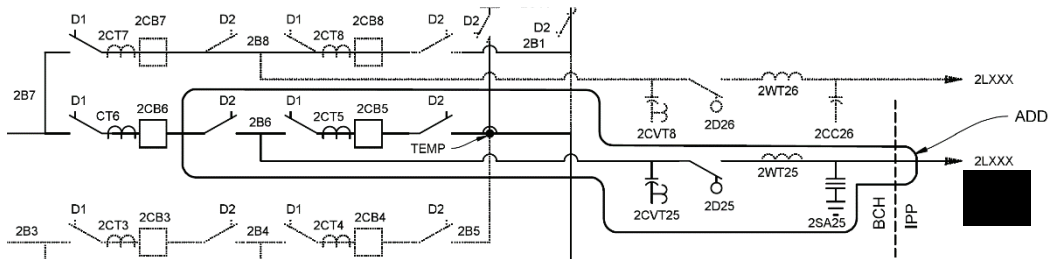 D1
2CB7
D2
D1
2CB8
D2
D2
D2
2CT7
2B8
2CT8
2B1
2B7
2WT26
2LXXX
D1
2CB6
D2
D1
2CB5
D2
CT6
2B6
2CT5
TEMP
2CVT8
2D26
2CC26
ADD
2WT25
2LXXX
2CVT25
2D25
2SA25
BCH
IPP
D1
2CB3
D2
D1
2CB4
D2
2B3
2CT3
2B4
2CT4
2B5